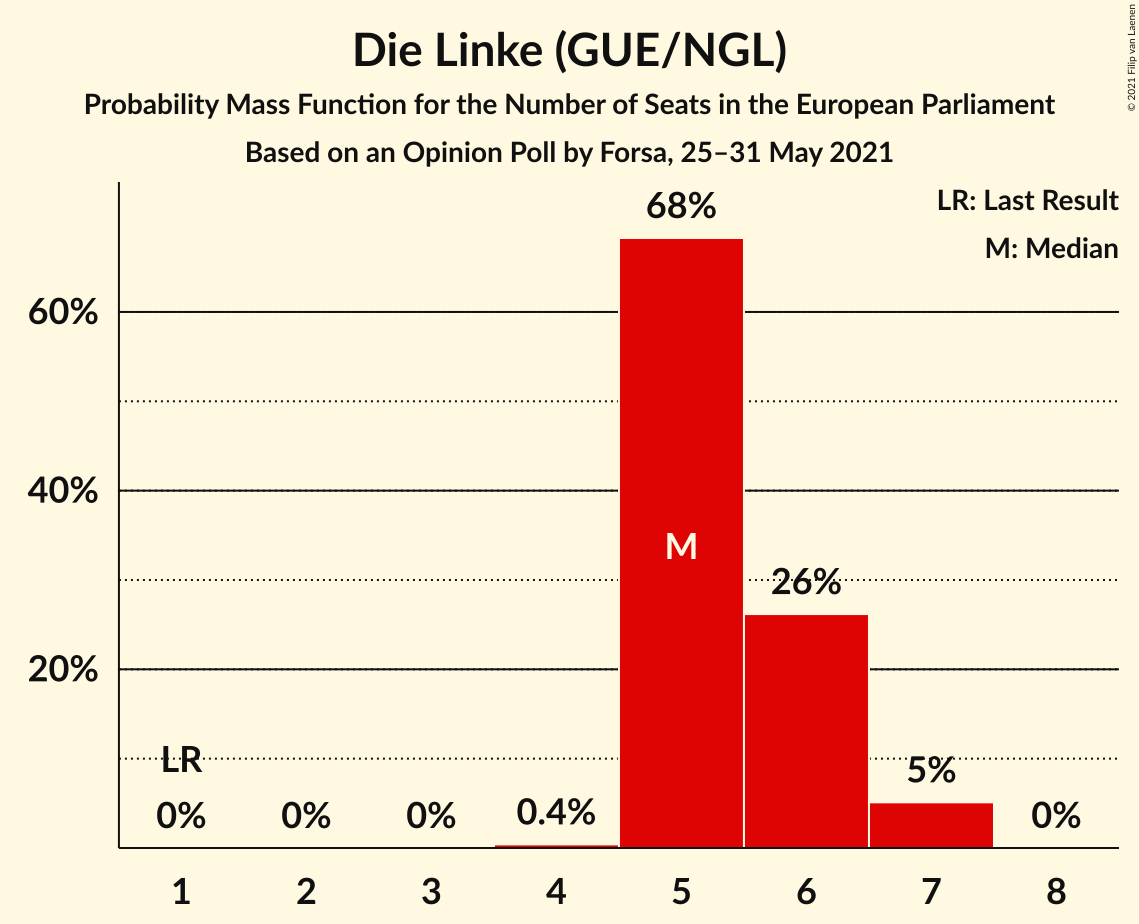 Die Linke (GUE/NGL)
Probability Mass Function for the Number of Seats in the European Parliament
Based on an Opinion Poll by Forsa, 25–31 May 2021
© 2021 Filip van Laenen
LR: Last Result
M: Median
68%
60%
40%
M
26%
20%
LR
5%
0%
0%
0%
0.4%
0%
1 2 3 4 5 6 7 8